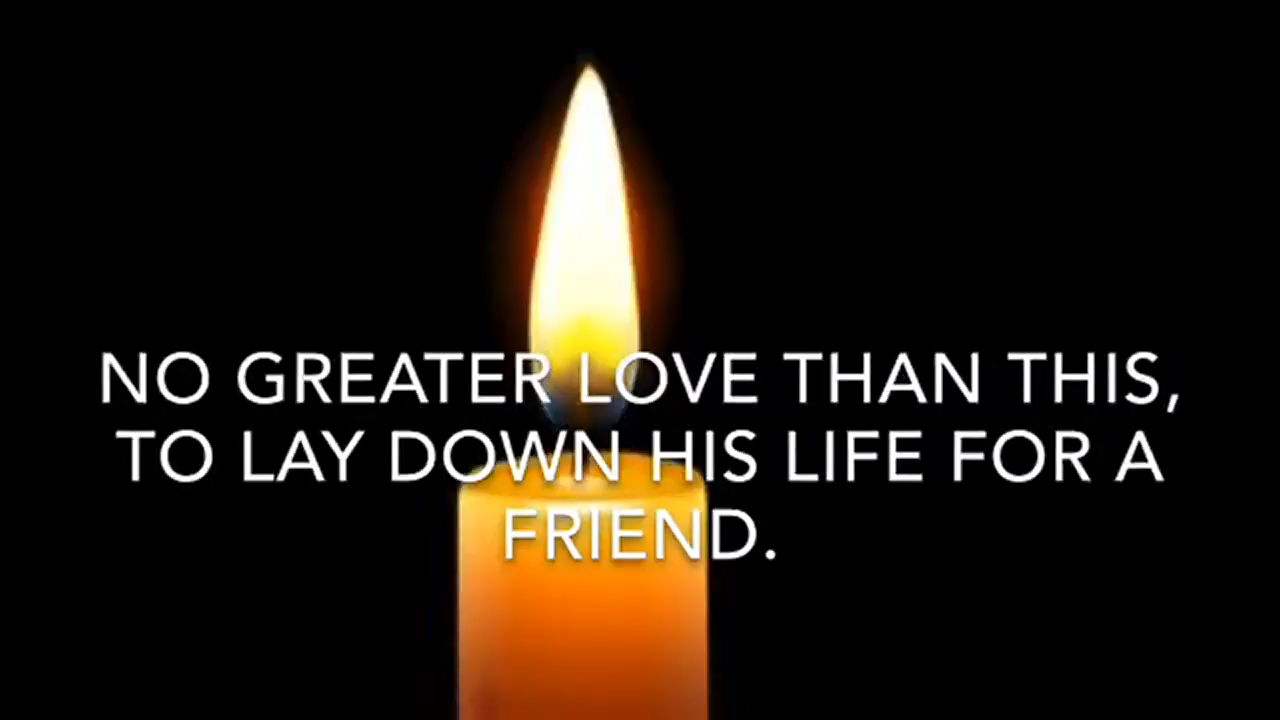 NO GREATER LOVE THAN THIS,
TO LAY DOWN HIS LIFE FOR A
FRIEND.